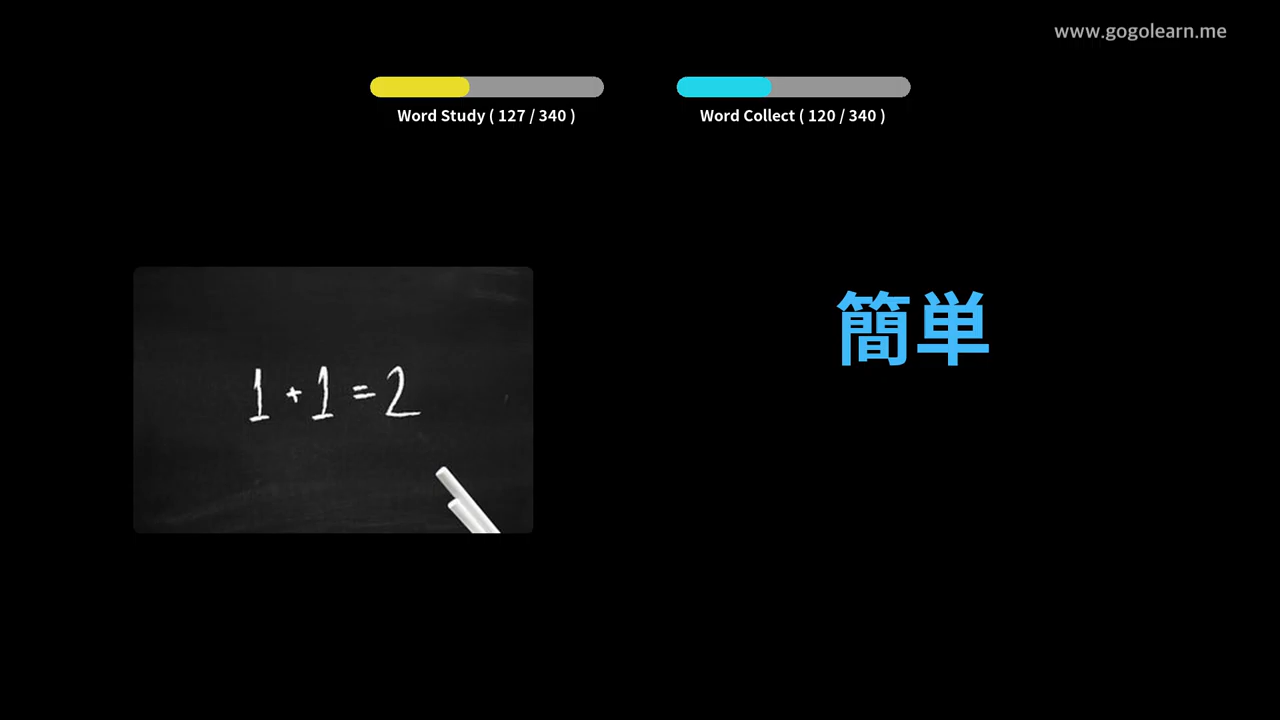 www.gogolearn.me
Word Study ( 127 / 340 )
Word Collect ( 120 / 340 )
簡単
1 + 1 = 2